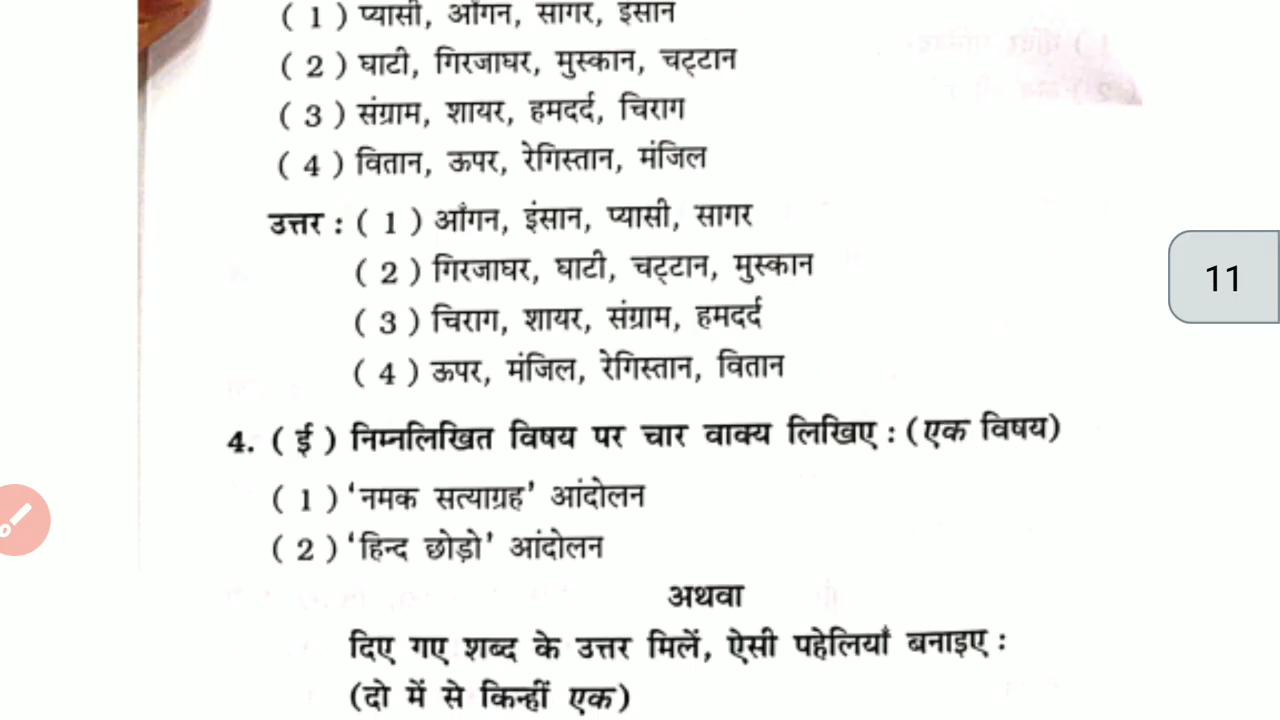 ( 1 ) प्यासी, आँगन, सागर, इंसान
( 2 ) घाटी, गिरजाघर, मुस्कान, चट्टान
( 3 ) संग्राम, शायर, हमदर्द, चिराग
( 4 ) वितान, ऊपर, रेगिस्तान, मंजिल
उत्तर : ( 1 ) आँगन, इंसान, प्यासी, सागर
( 2 ) गिरजाघर, घाटी, चट्टान, मुस्कान
( 3 ) चिराग, शायर, संग्राम, हमदर्द
( 4 ) ऊपर, मंजिल, रेगिस्तान, वितान
11
4. ( ई ) निम्नलिखित विषय पर चार वाक्य लिखिए : (एक विषय)
( 1 ) 'नमक सत्याग्रह' आंदोलन
( 2 ) 'हिन्द छोड़ो' आंदोलन
अथवा
दिए गए शब्द के उत्तर मिलें, ऐसी पहेलियाँ बनाइए :
(दो में से किन्हीं एक)